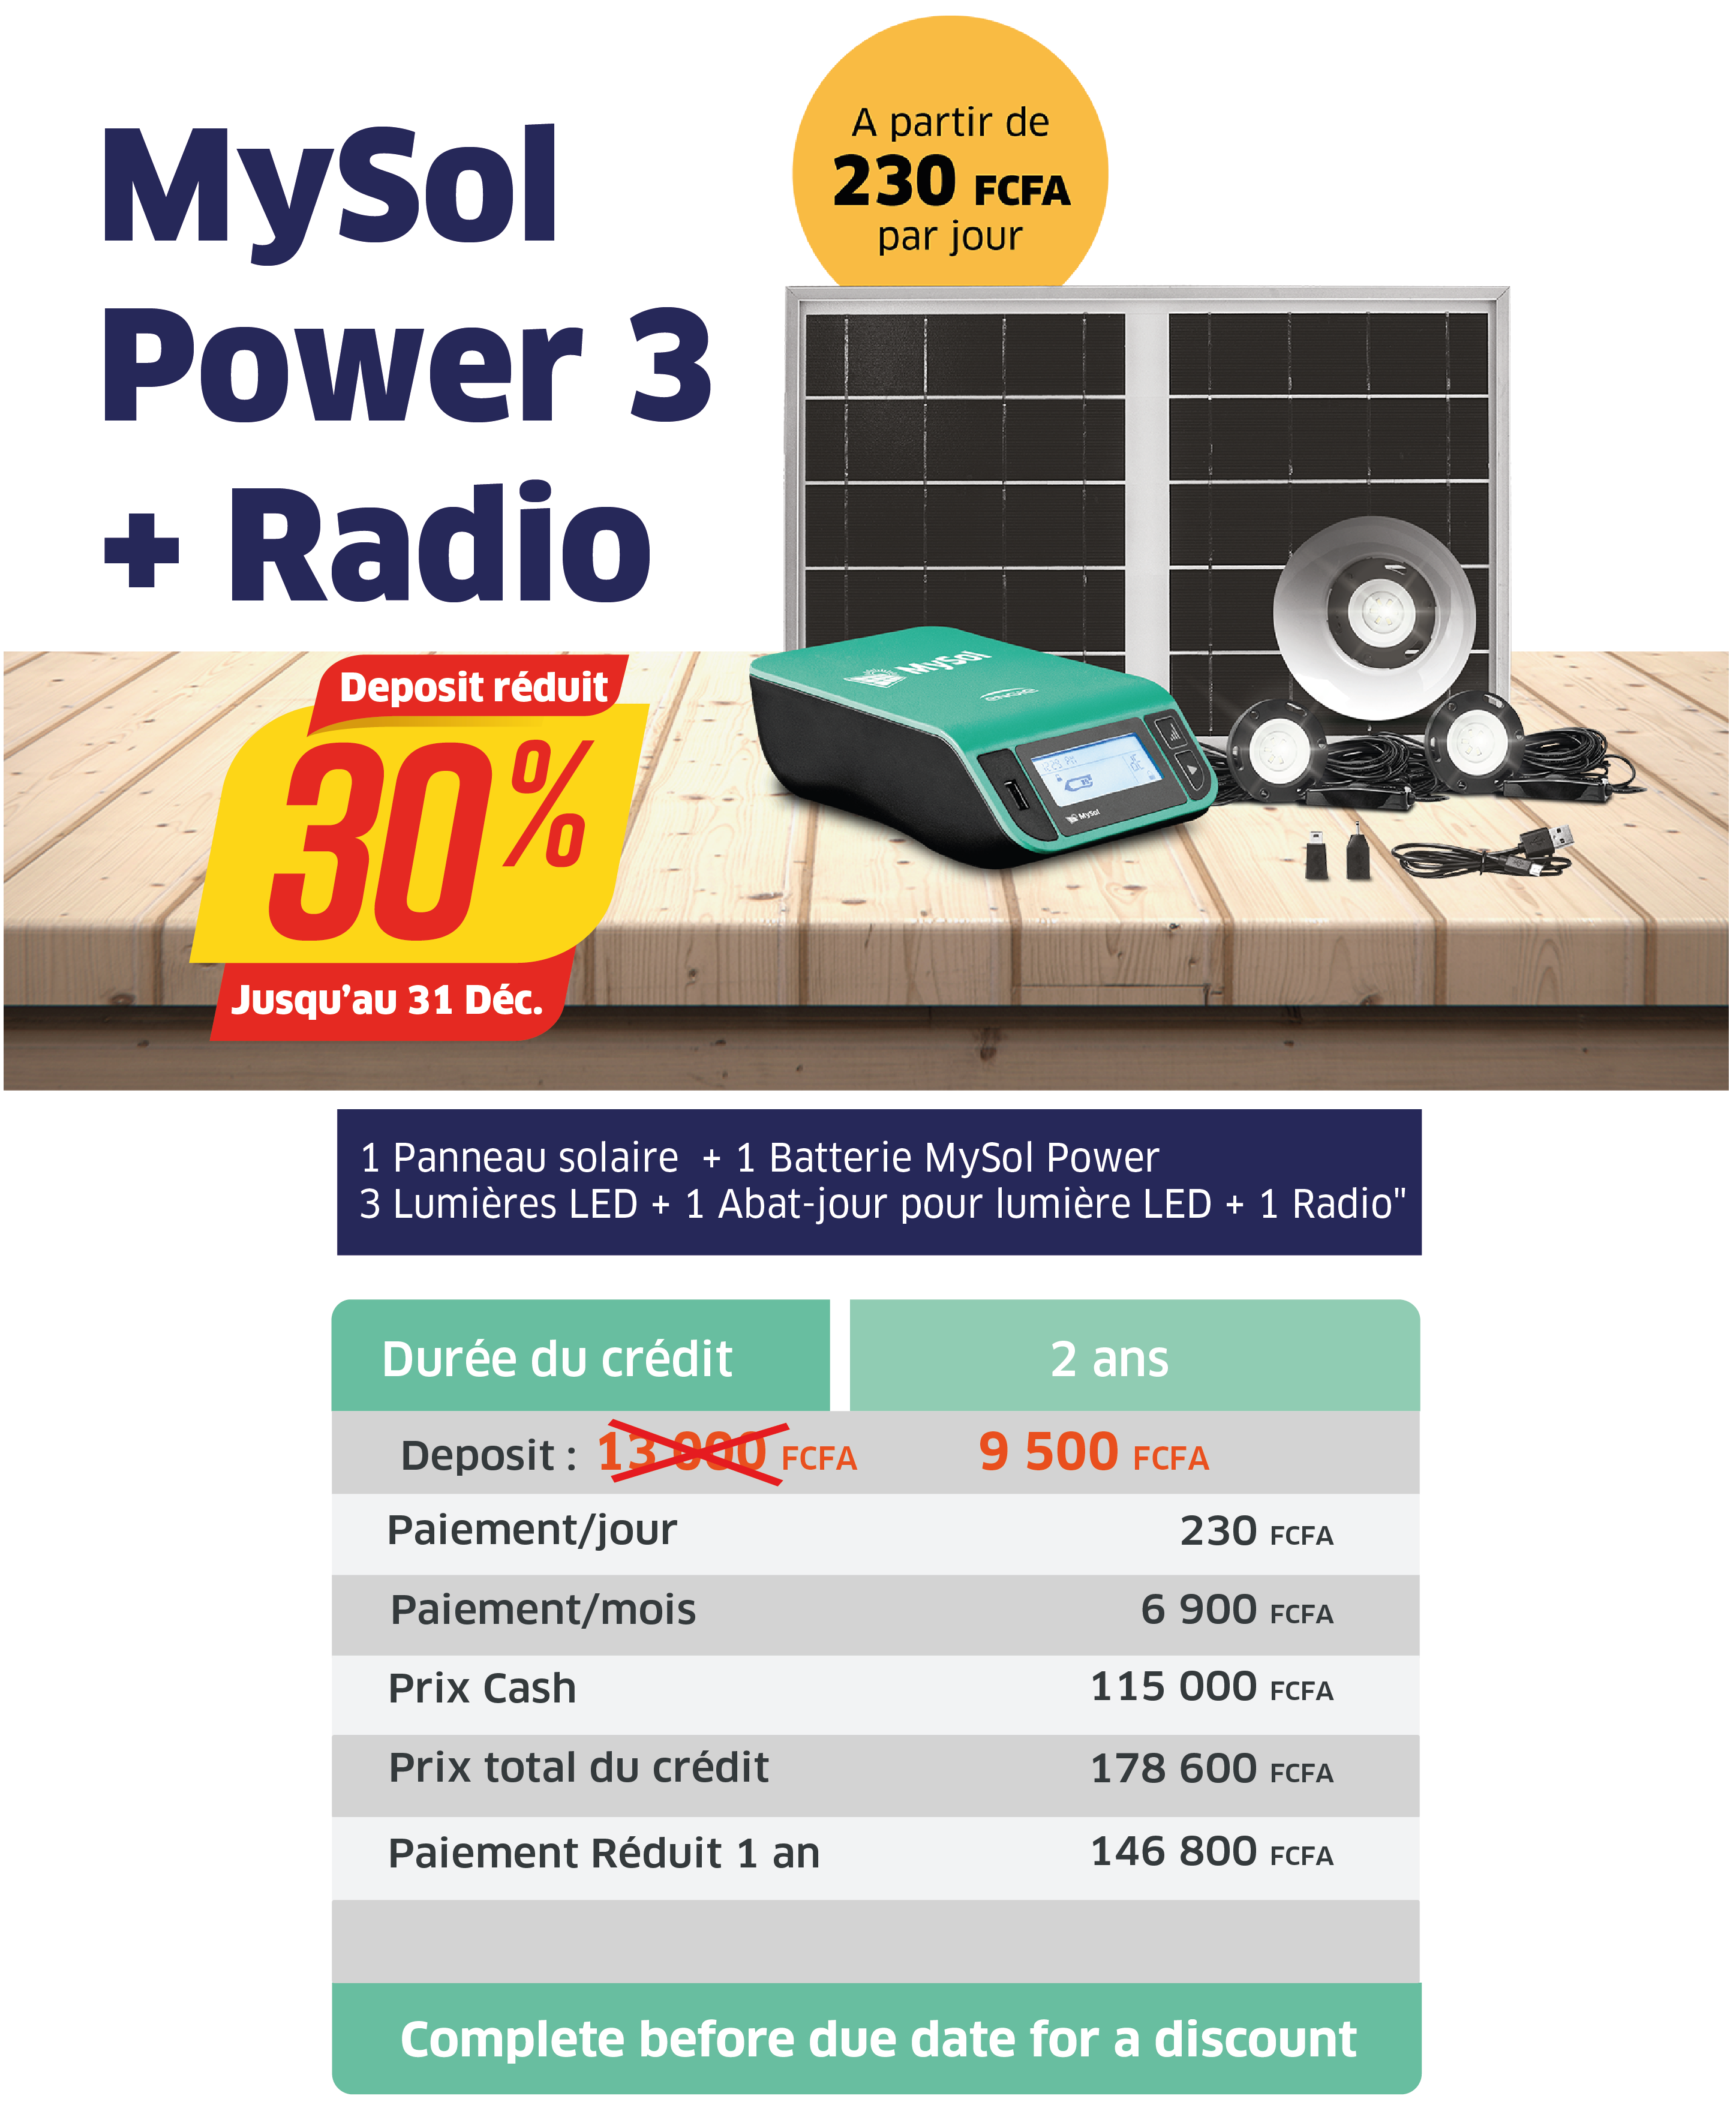 MySol
Power 3
+ Radio
A partir de
230 FCFA
par jour
MySol
MySol
Deposit réduit
30%
Jusqu'au 31 Déc.
1 Panneau solaire + 1 Batterie MySol Power
3 Lumières LED + 1 Abat-jour pour lumière LED + 1 Radio"
Durée du crédit 2 ans
Deposit : 13 000 FCFA 9 500 FCFA
Paiement/jour 230 FCFA
Paiement/mois 6 900 FCFA
Prix Cash 115 000 FCFA
Prix total du crédit 178 600 FCFA
Paiement Réduit 1 an 146 800 FCFA
Complete before due date for a discount